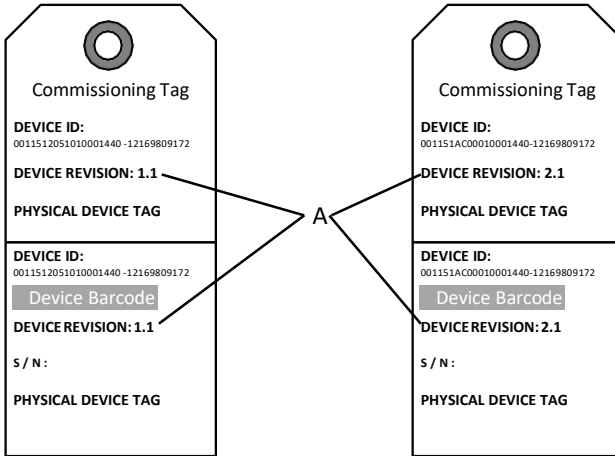 Commissioning Tag
DEVICE ID:
0011512051010001440 -12169809172
DEVICE REVISION: 1.1
PHYSICAL DEVICE TAG
DEVICE ID:
0011512051010001440 -12169809172
Device Barcode
DEVICE REVISION: 1.1
S / N :
PHYSICAL DEVICE TAG
A
Commissioning Tag
DEVICE ID:
001151AC00010001440-12169809172
DEVICE REVISION: 2.1
PHYSICAL DEVICE TAG
DEVICE ID:
001151AC00010001440-12169809172
Device Barcode
DEVICE REVISION: 2.1
S / N :
PHYSICAL DEVICE TAG